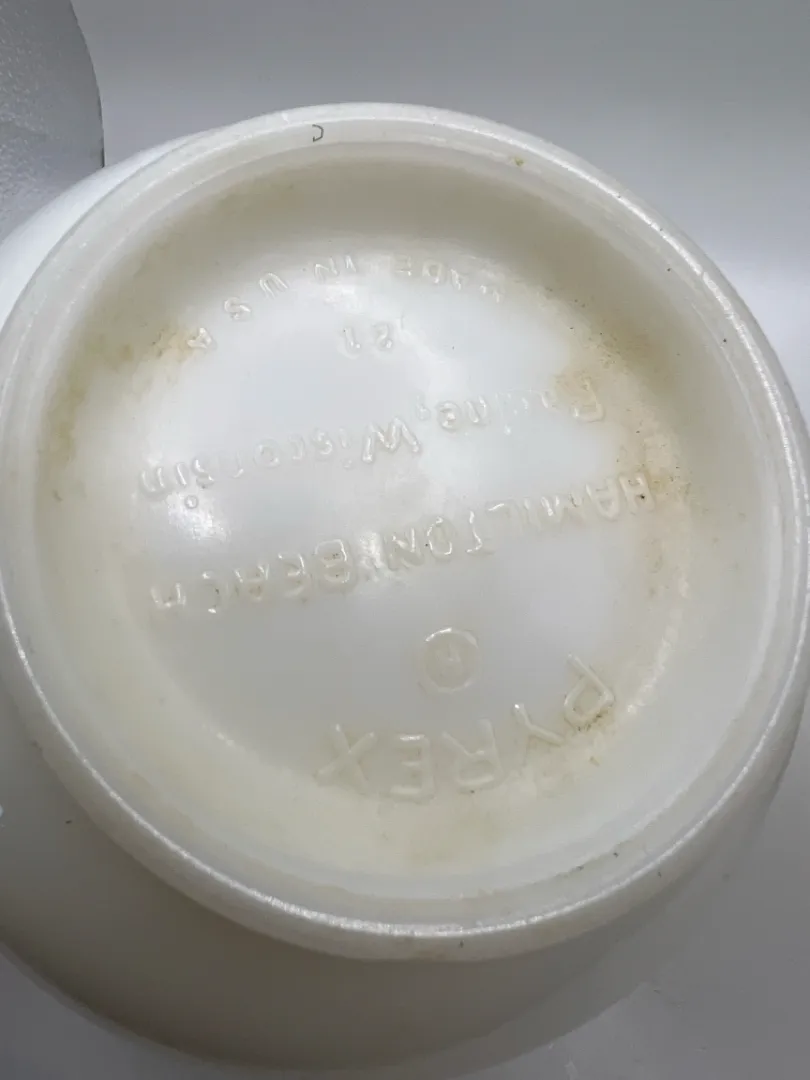 PYREX
H
HAMILTON BEACH
Racine, Wisconsin
21
MADE IN U S A